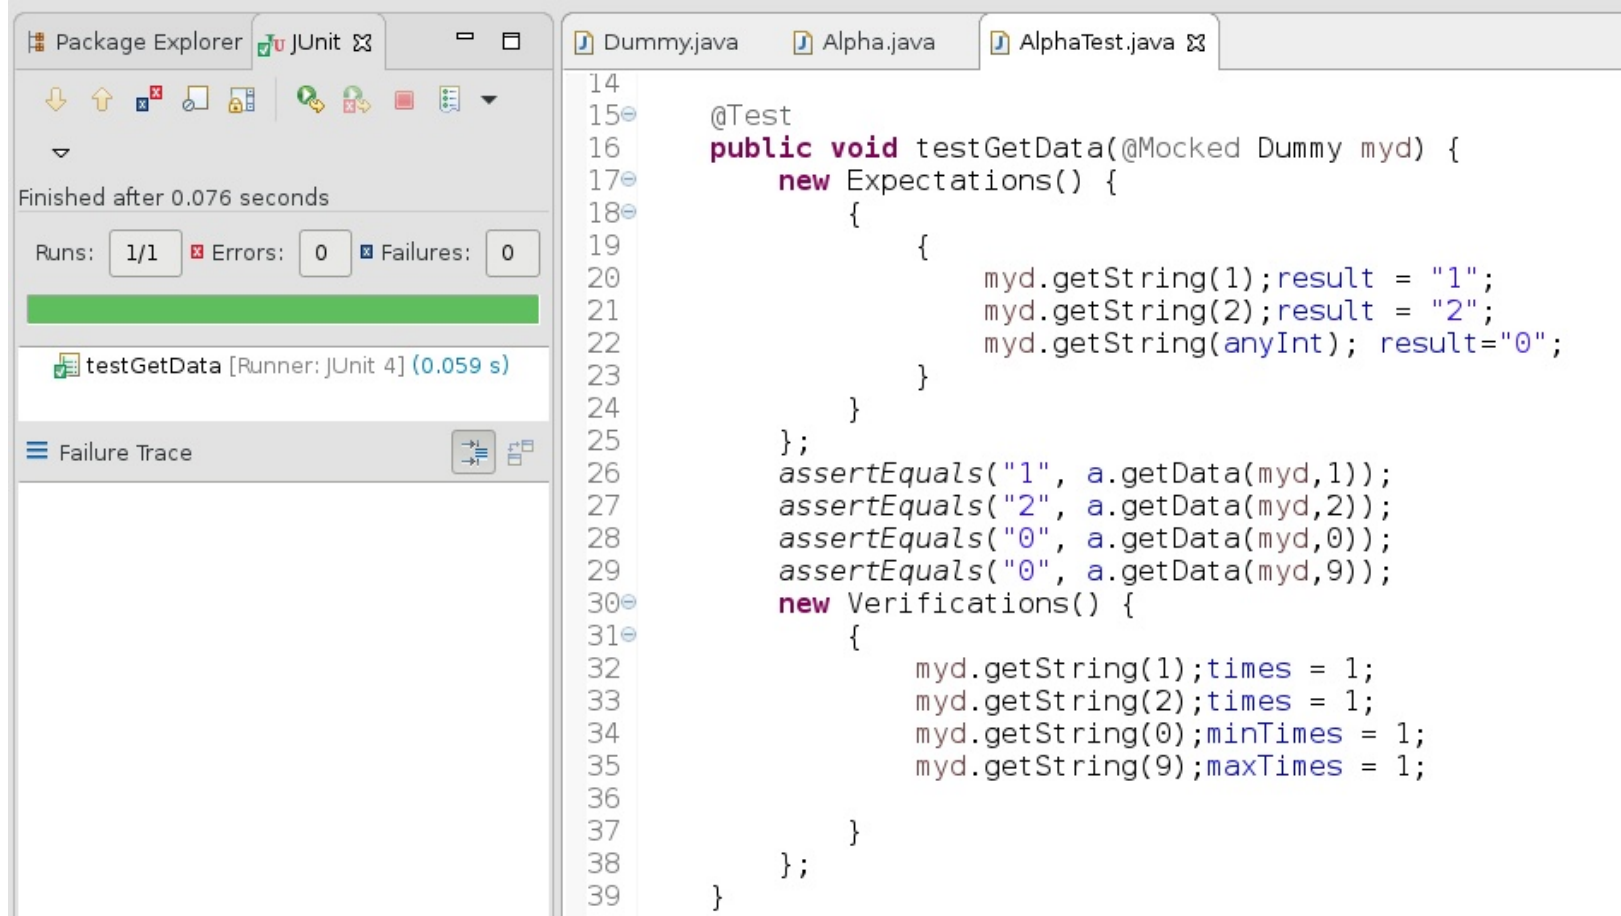 Package Explorer JUnit
Finished after 0.076 seconds
Runs: 1/1 Errors: 0 Failures: 0
testGetData [Runner: JUnit 4] (0.059 s)
Failure Trace
Dummy.java Alpha.java AlphaTest.java
14
15 @Test
16 public void testGetData(@Mocked Dummy myd) {
17 new Expectations() {
18 {
19 {
20 myd.getString(1);result = "1";
21 myd.getString(2);result = "2";
22 myd.getString(anyInt); result="0";
23 }
24 }
25 };
26 assertEquals("1", a.getData(myd,1));
27 assertEquals("2", a.getData(myd,2));
28 assertEquals("0", a.getData(myd,0));
29 assertEquals("0", a.getData(myd,9));
30 new Verifications() {
31 {
32 myd.getString(1);times = 1;
33 myd.getString(2);times = 1;
34 myd.getString(0);minTimes = 1;
35 myd.getString(9);maxTimes = 1;
36
37 }
38 };
39 }